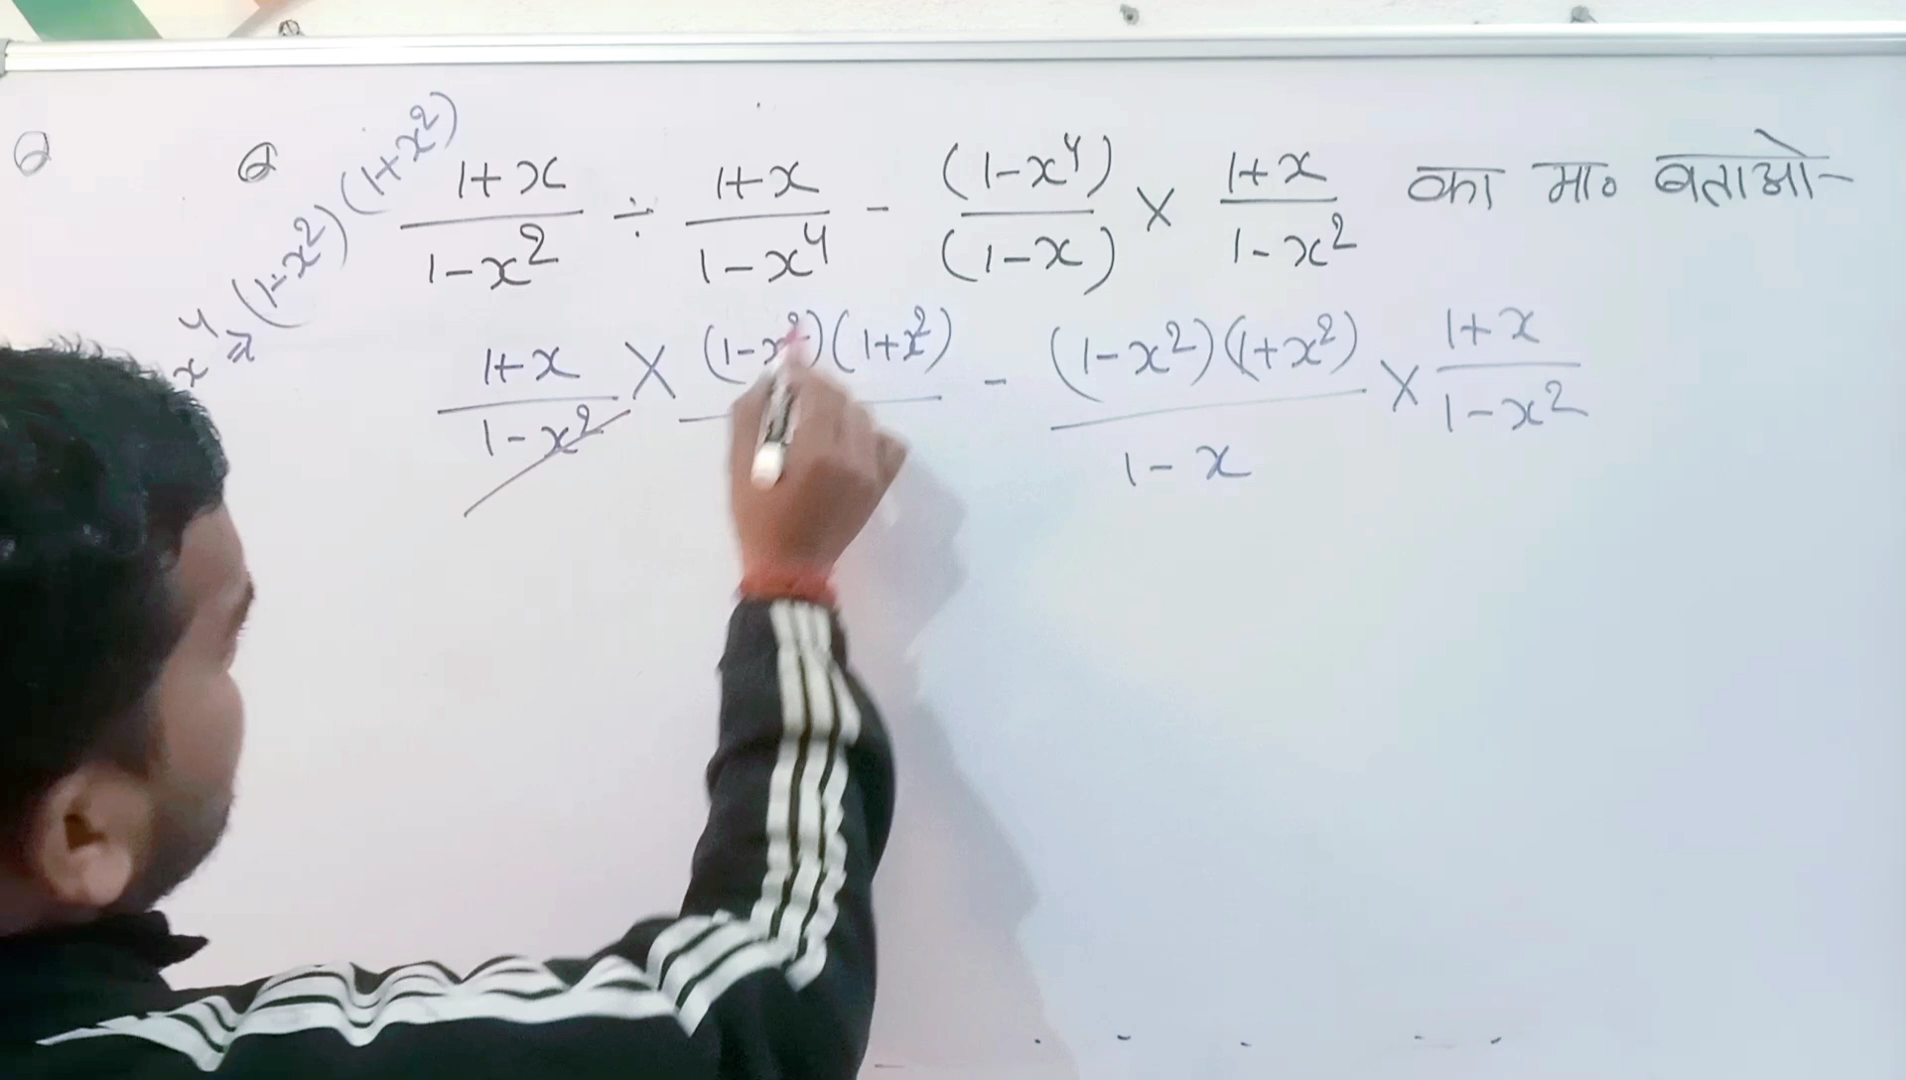 Q
Q (1+x)/(1-x²) ÷ (1+x)/(1-x⁴) - (1-x⁴)/(1-x) × (1+x)/(1-x²) का मा० बताओ-
x⁴ = (1-x²)(1+x²)
(1+x)/(1-x²) × (1-x²)(1+x²) - (1-x²)(1+x²)/(1-x) × (1+x)/(1-x²)